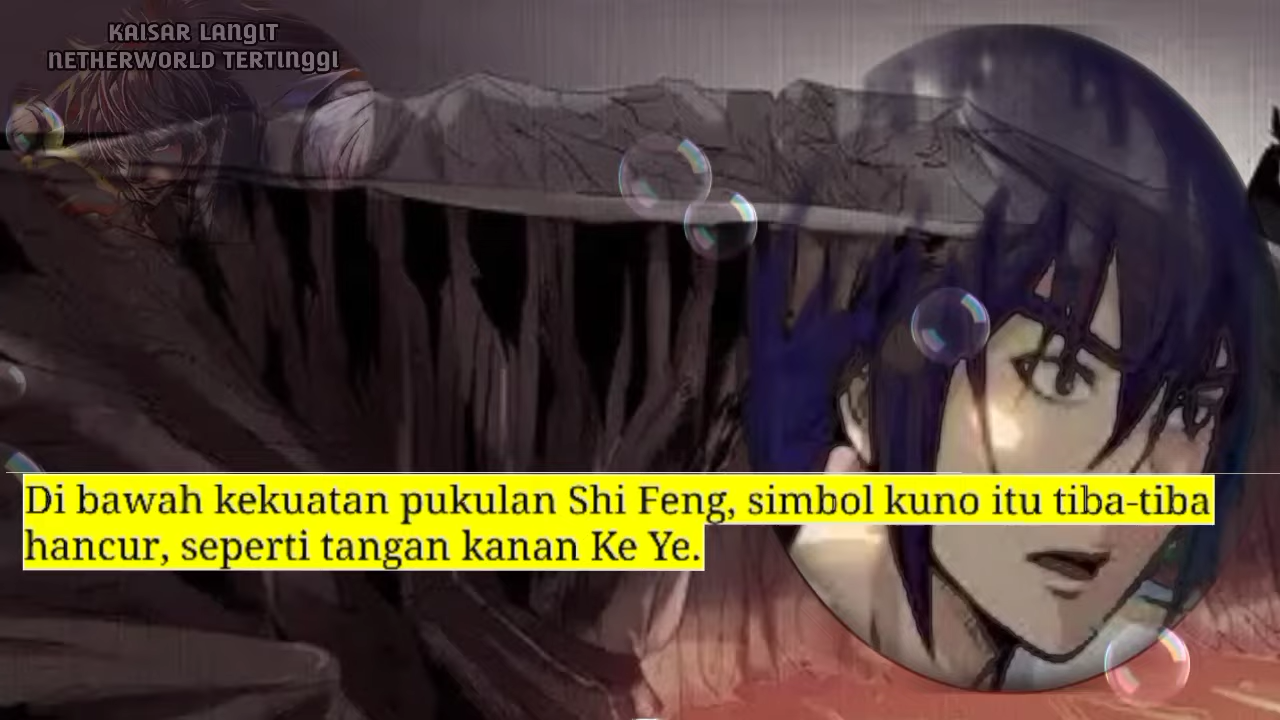 KAISAR LANGIT
NETHERWORLD TERTINGGI
Di bawah kekuatan pukulan Shi Feng, simbol kuno itu tiba-tiba
hancur, seperti tangan kanan Ke Ye.